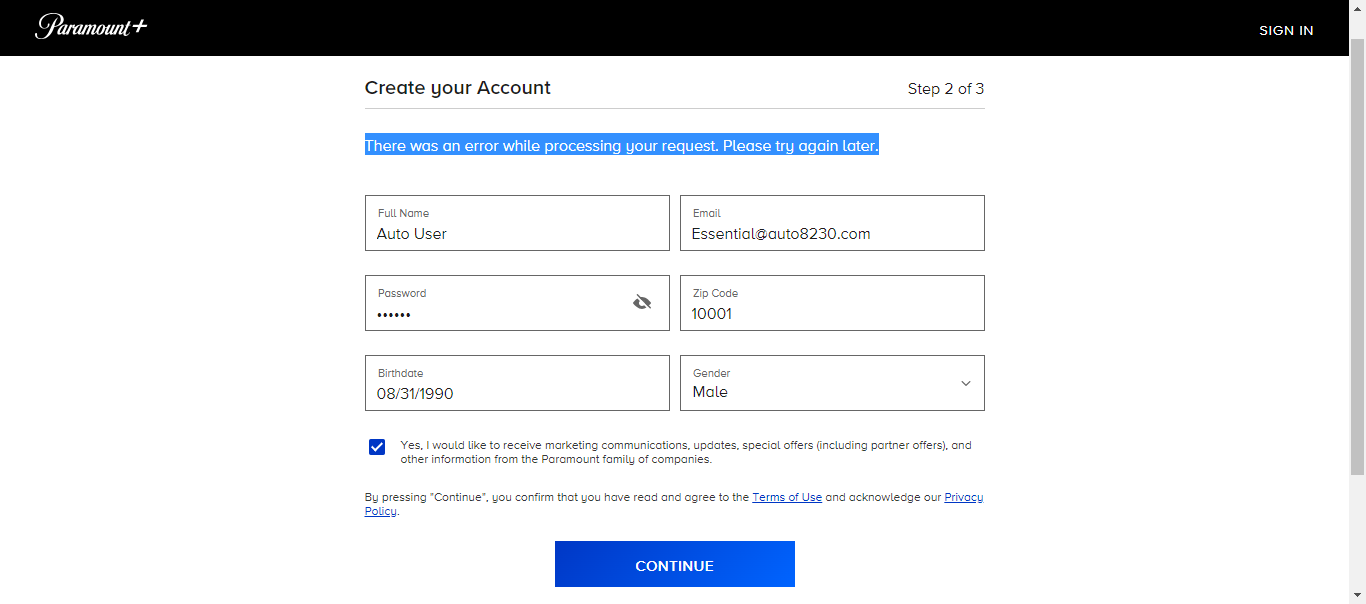 Paramount+
SIGN IN
Create your Account
Step 2 of 3
There was an error while processing your request. Please try again later.
Full Name
Auto User
Email
Essential@auto8230.com
Password
••••••
Zip Code
10001
Birthdate
08/31/1990
Gender
Male
Yes, I would like to receive marketing communications, updates, special offers (including partner offers), and
other information from the Paramount family of companies.
By pressing "Continue", you confirm that you have read and agree to the Terms of Use and acknowledge our Privacy
Policy.
CONTINUE